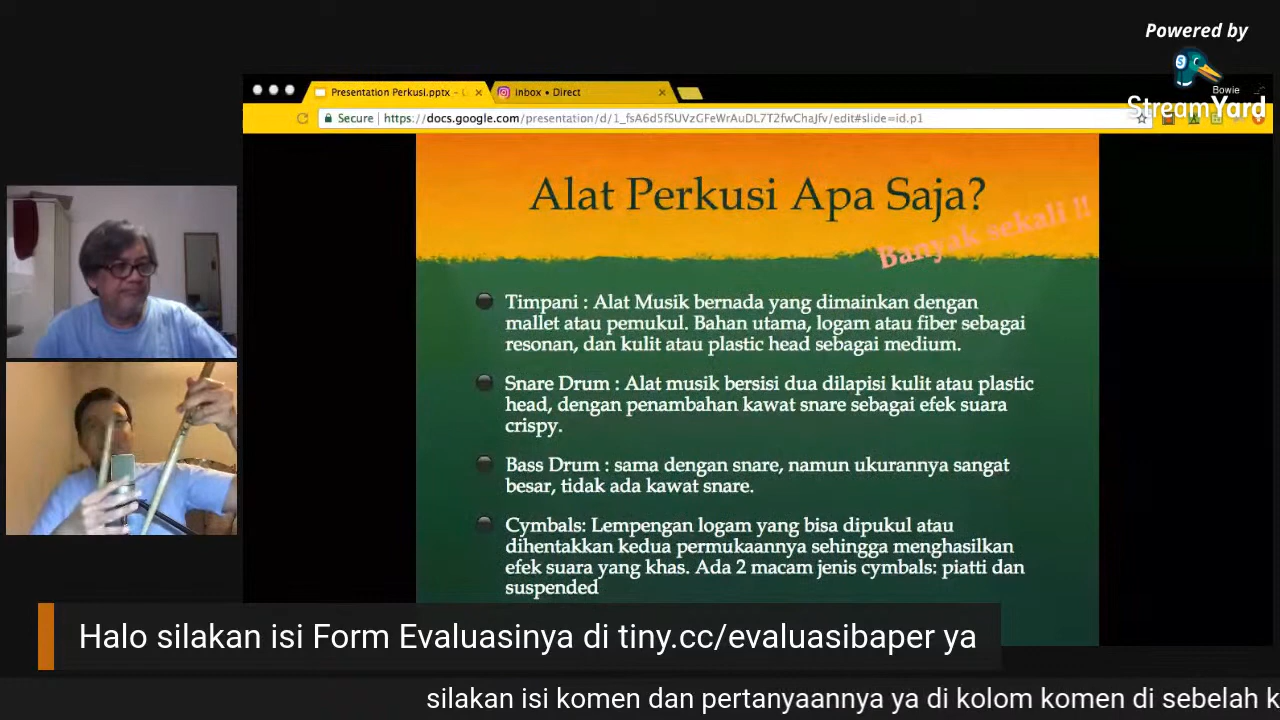 Powered by
Bowie
StreamYard
Presentation Perkusi.pptx -
Inbox • Direct
Secure
https://docs.google.com/presentation/d/1_fsA6d5fSUVzGFeWrAuDL7T2fwChaJfv/edit#slide=id.p1
Alat Perkusi Apa Saja?
Banyak sekali !!
Timpani : Alat Musik bernada yang dimainkan dengan
mallet atau pemukul. Bahan utama, logam atau fiber sebagai
resonan, dan kulit atau plastic head sebagai medium.
Snare Drum : Alat musik bersisi dua dilapisi kulit atau plastic
head, dengan penambahan kawat snare sebagai efek suara
crispy.
Bass Drum : sama dengan snare, namun ukurannya sangat
besar, tidak ada kawat snare.
Cymbals: Lempengan logam yang bisa dipukul atau
dihentakkan kedua permukaannya sehingga menghasilkan
efek suara yang khas. Ada 2 macam jenis cymbals: piatti dan
suspended
Halo silakan isi Form Evaluasinya di tiny.cc/evaluasibaper ya
silakan isi komen dan pertanyaannya ya di kolom komen di sebelah k